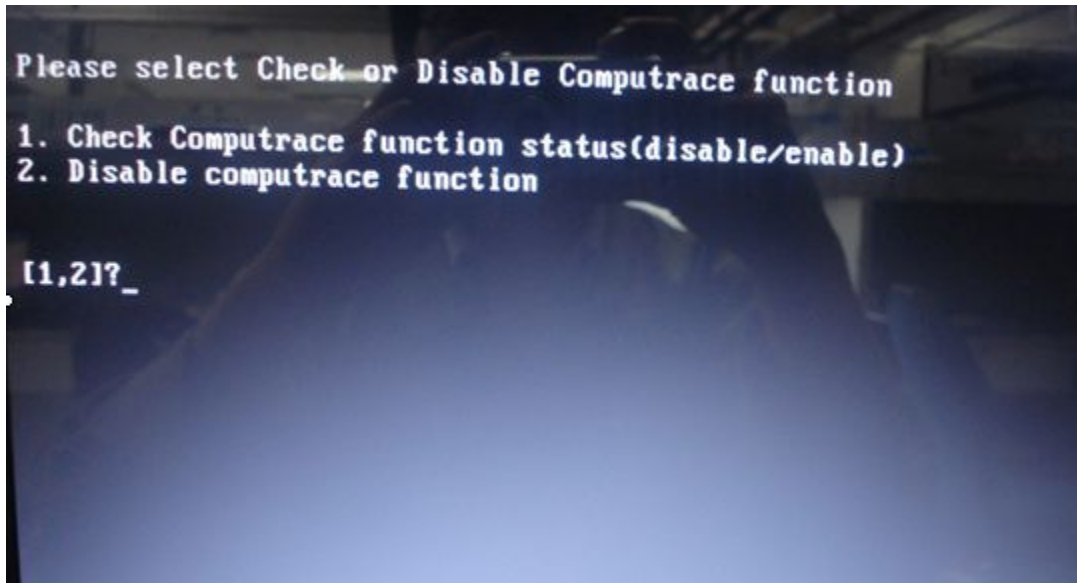 Please select Check or Disable Computrace function
1. Check Computrace function status(disable/enable)
2. Disable computrace function
[1,2]?_